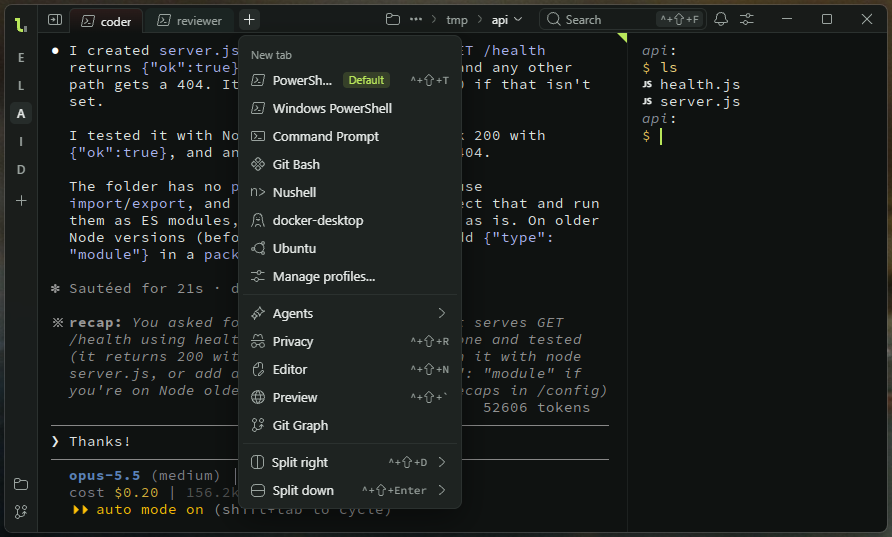 coder
reviewer
tmp
api
Search
^+⇧+F
E
L
A
I
D
● I created server.js
ET /health
returns {"ok":true}
nd any other
path gets a 404. It
0 if that isn't
set.
I tested it with No
k 200 with
{"ok":true}, and an
404.
The folder has no p
use
import/export, and
ect that and run
them as ES modules,
as is. On older
Node versions (befo
d {"type":
"module"} in a pack
✻ Sautéed for 21s · d
※ recap: You asked fo
t serves GET
/health using healt
one and tested
(it returns 200 wit
n it with node
server.js, or add a
": "module" if
you're on Node olde
ecaps in /config)
52606 tokens
❯ Thanks!
opus-5.5 (medium) |
cost $0.20 | 156.2k
⏵⏵ auto mode on (shift+tab to cycle)
New tab
PowerSh... Default ^+⇧+T
Windows PowerShell
Command Prompt
Git Bash
Nushell
docker-desktop
Ubuntu
Manage profiles...
Agents
Privacy ^+⇧+R
Editor ^+⇧+N
Preview ^+⇧+`
Git Graph
Split right ^+⇧+D
Split down ^+⇧+Enter
api:
$ ls
JS health.js
JS server.js
api:
$